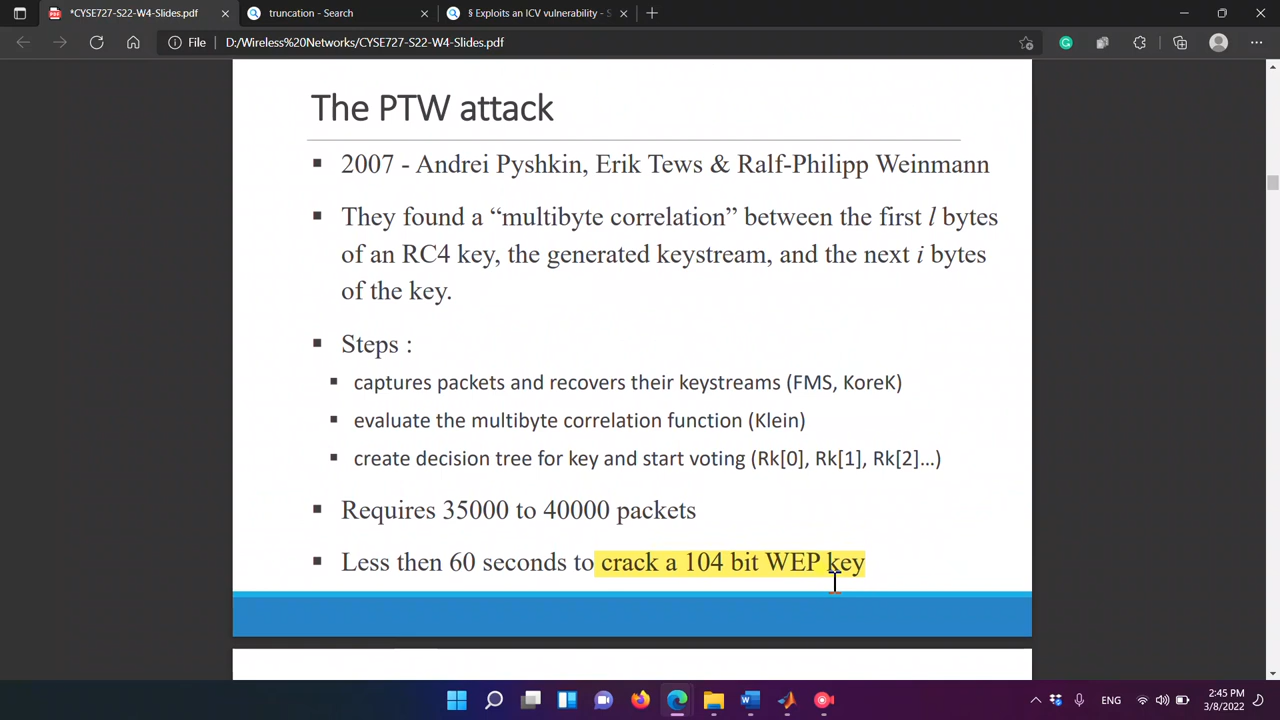 *CYSE727-S22-W4-Slides.pdf
truncation - Search
§ Exploits an ICV vulnerability - S
File
D:/Wireless%20Networks/CYSE727-S22-W4-Slides.pdf
The PTW attack
2007 - Andrei Pyshkin, Erik Tews & Ralf-Philipp Weinmann
They found a “multibyte correlation” between the first l bytes
of an RC4 key, the generated keystream, and the next i bytes
of the key.
Steps :
captures packets and recovers their keystreams (FMS, KoreK)
evaluate the multibyte correlation function (Klein)
create decision tree for key and start voting (Rk[0], Rk[1], Rk[2]...)
Requires 35000 to 40000 packets
Less then 60 seconds to crack a 104 bit WEP key
ENG
2:45 PM
3/8/2022